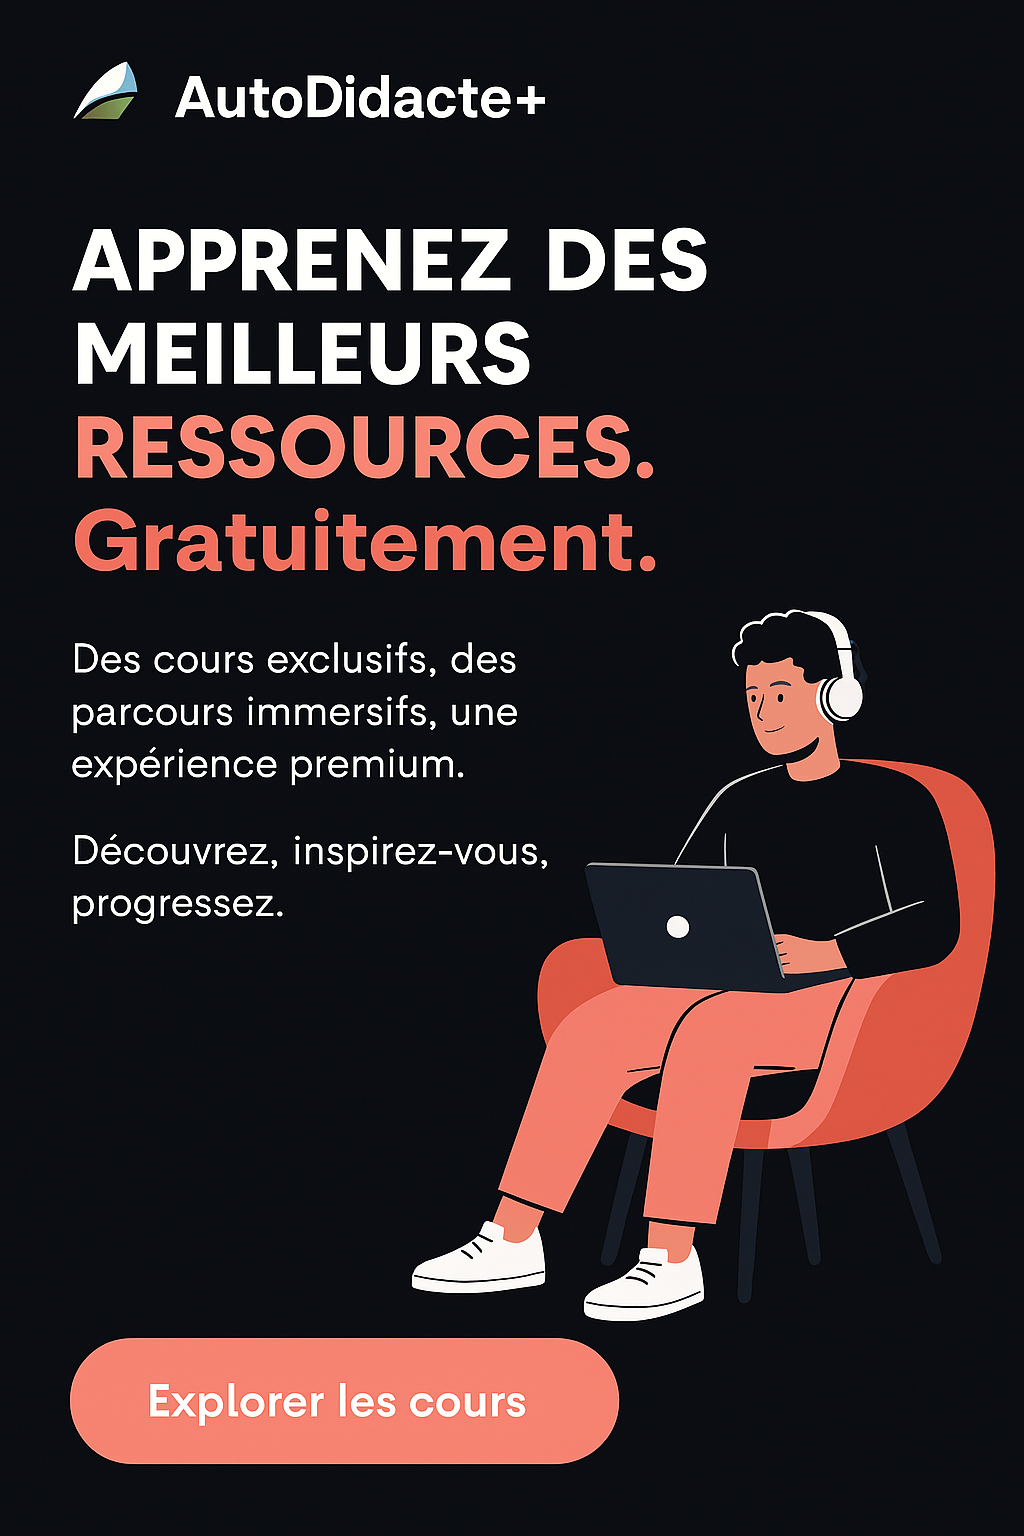 AutoDidacte+
APPRENEZ DES
MEILLEURS
RESSOURCES.
Gratuitement.
Des cours exclusifs, des
parcours immersifs, une
expérience premium.
Découvrez, inspirez-vous,
progressez.
Explorer les cours